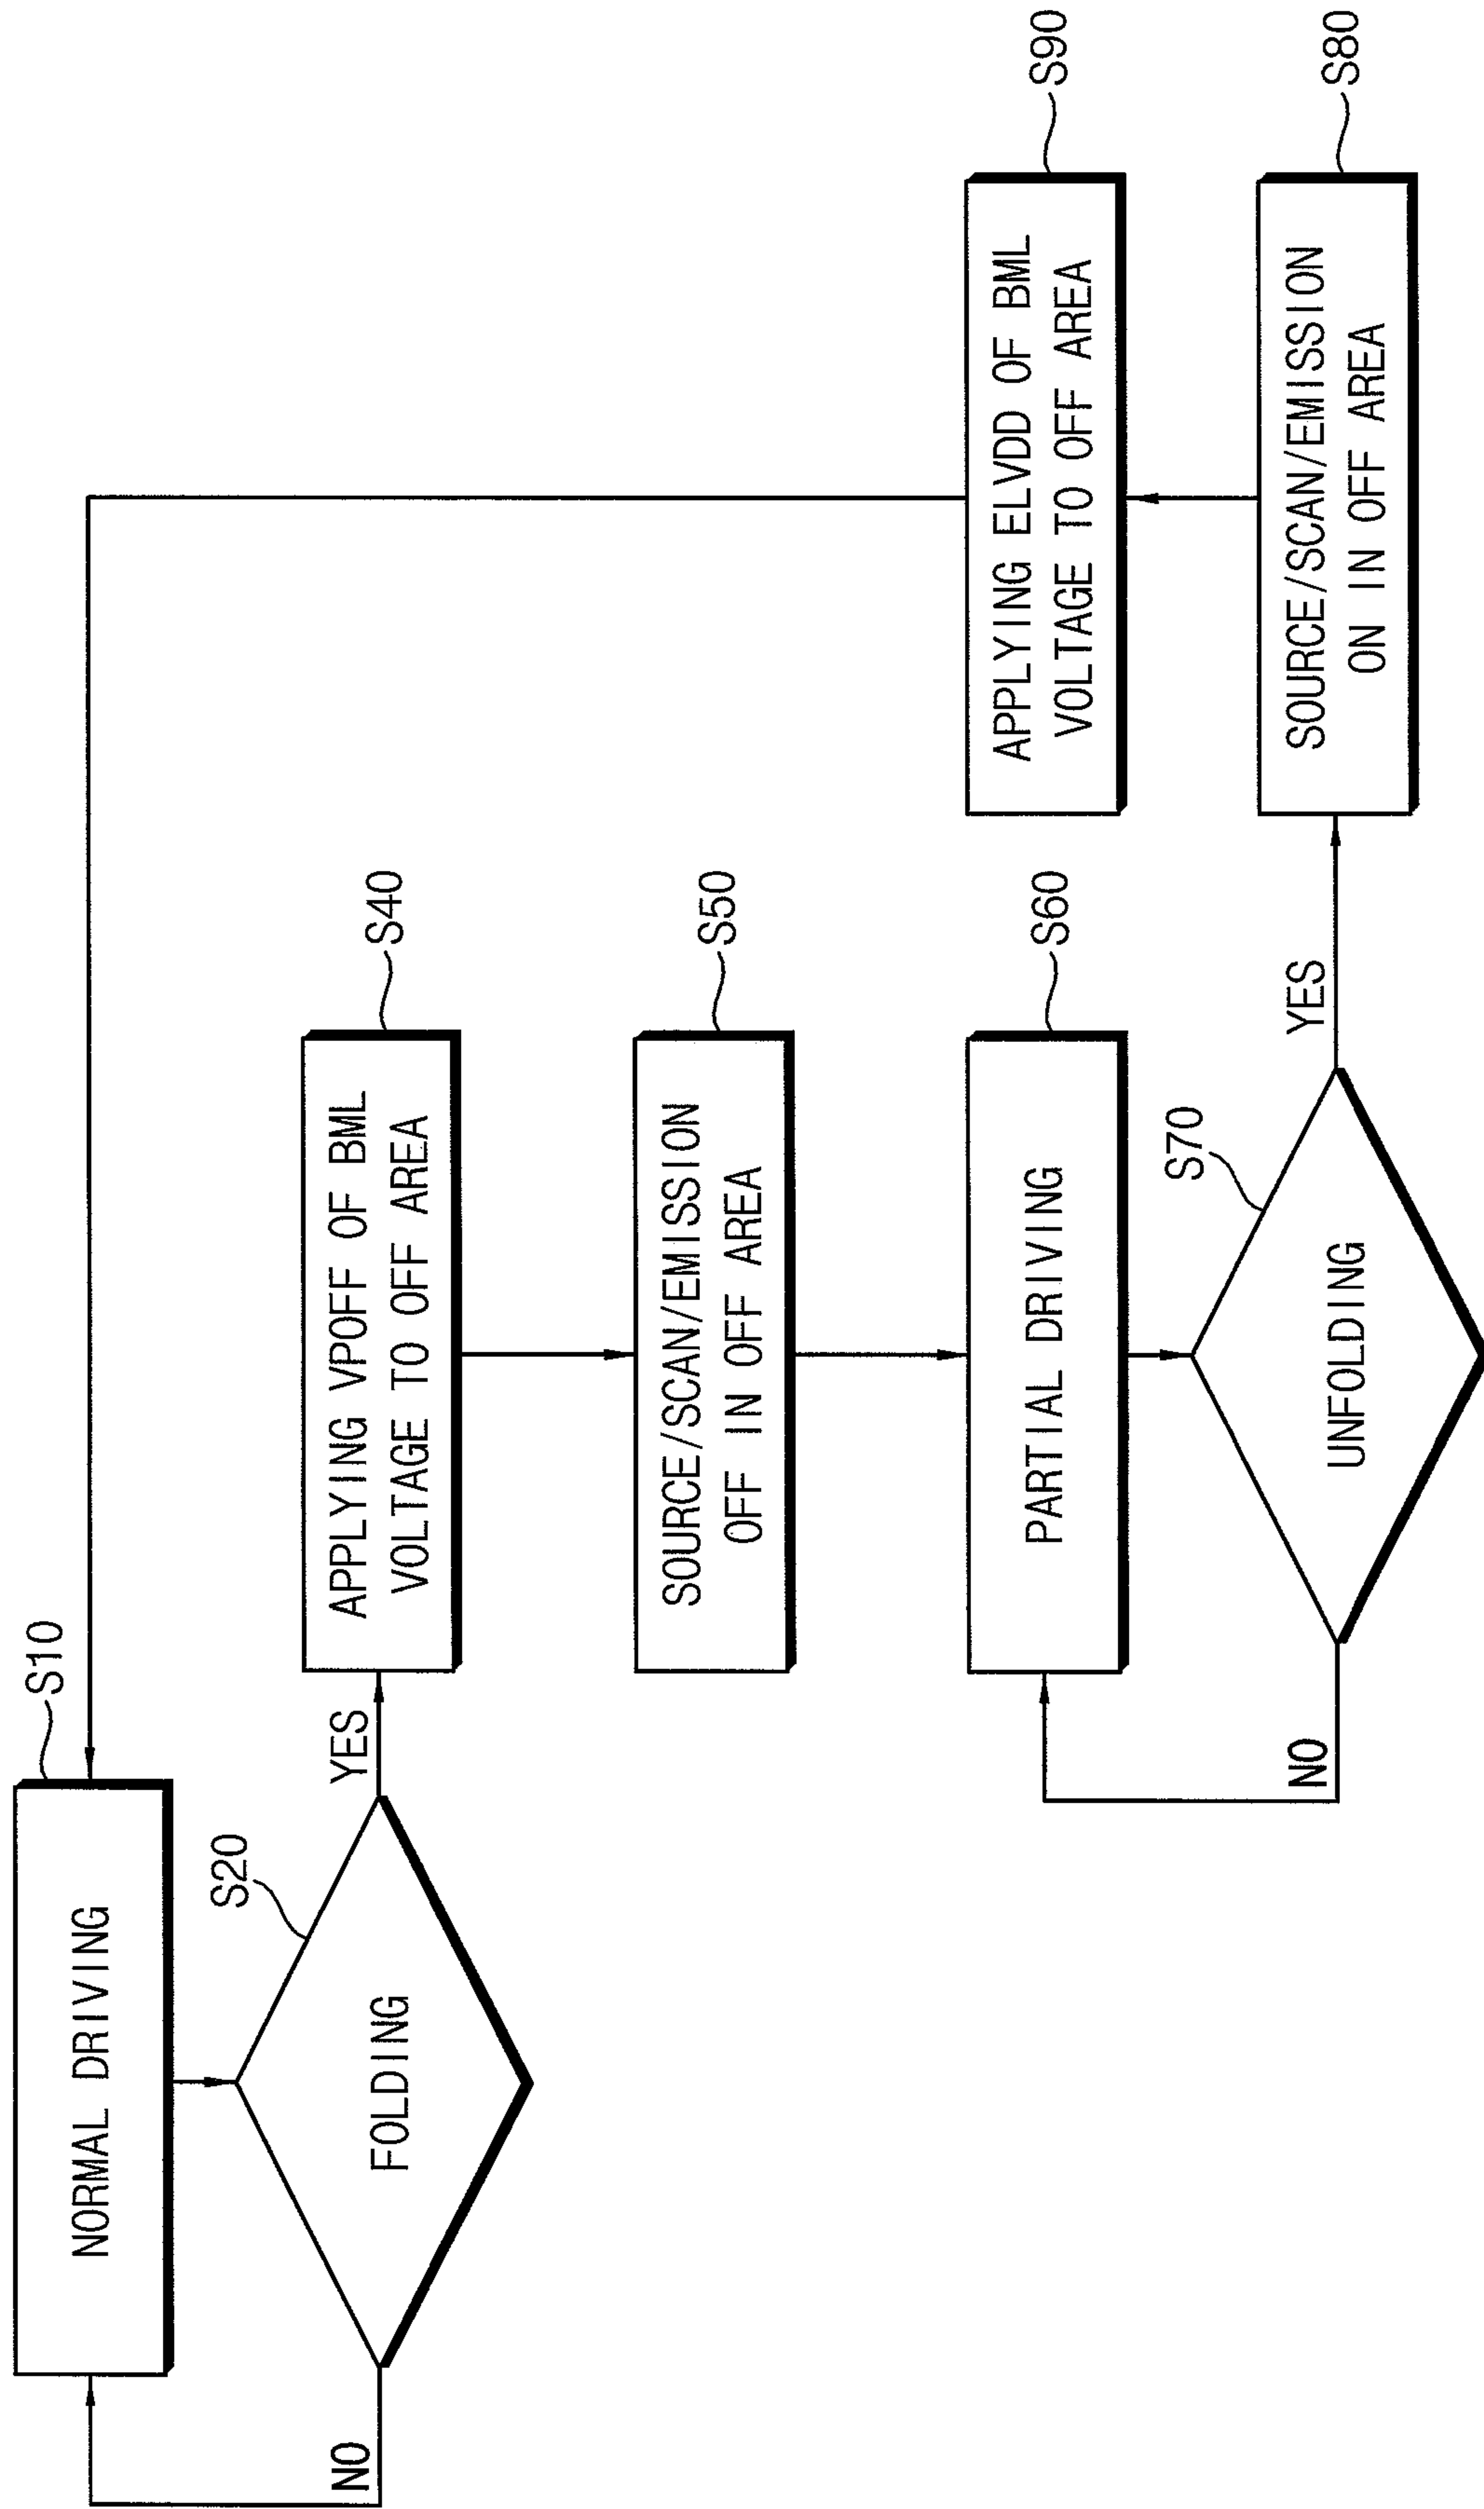 S10
NORMAL DRIVING
S20
FOLDING
NO
YES
S40
APPLYING VPOFF OF BML
VOLTAGE TO OFF AREA
S50
SOURCE/SCAN/EMISSION
OFF IN OFF AREA
S60
PARTIAL DRIVING
S70
UNFOLDING
NO
YES
S80
SOURCE/SCAN/EMISSION
ON IN OFF AREA
S90
APPLYING ELVDD OF BML
VOLTAGE TO OFF AREA